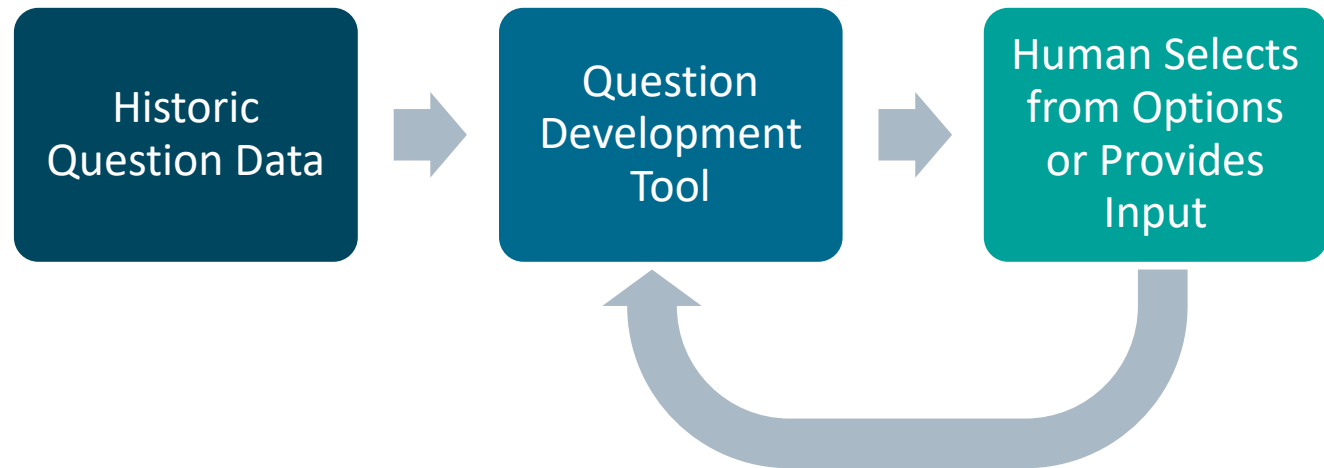 Historic
Question Data
Question
Development
Tool
Human Selects
from Options
or Provides
Input